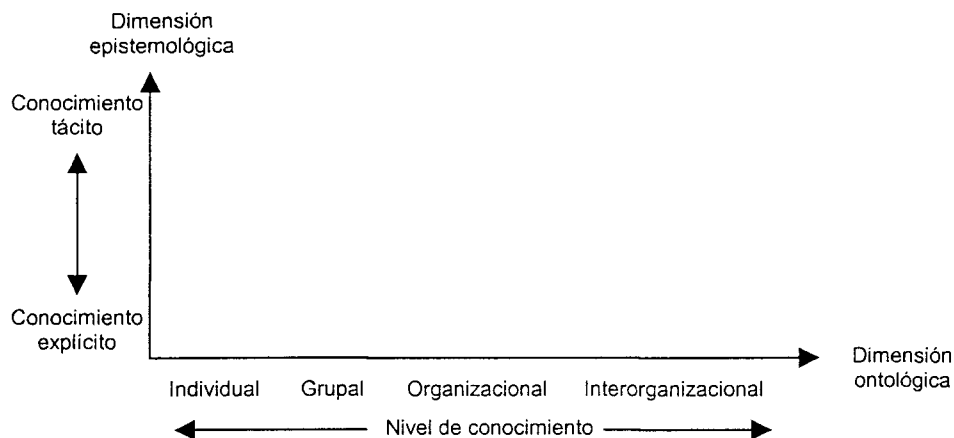 Dimensión
epistemológica
Conocimiento
tácito
Conocimiento
explícito
Dimensión
ontológica
Individual Grupal Organizacional Interorganizacional
Nivel de conocimiento